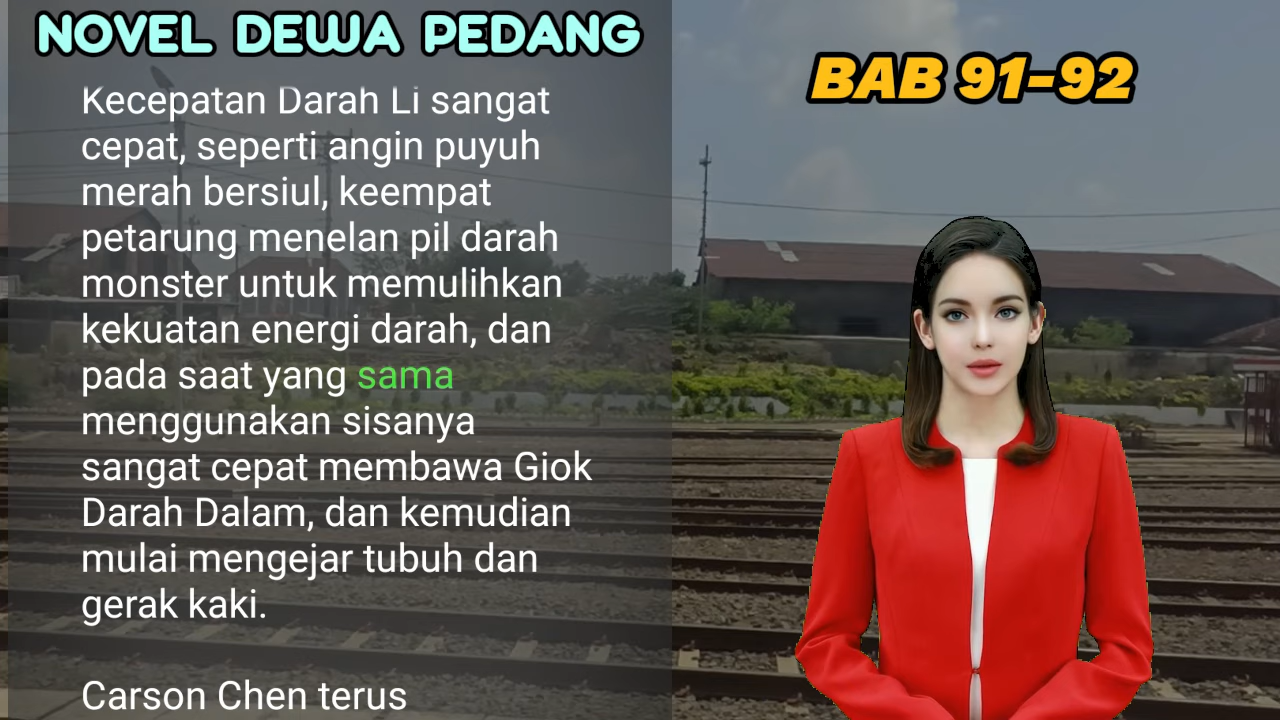 NOVEL DEWA PEDANG
BAB 91-92
Kecepatan Darah Li sangat
cepat, seperti angin puyuh
merah bersiul, keempat
petarung menelan pil darah
monster untuk memulihkan
kekuatan energi darah, dan
pada saat yang sama
menggunakan sisanya
sangat cepat membawa Giok
Darah Dalam, dan kemudian
mulai mengejar tubuh dan
gerak kaki.
Carson Chen terus